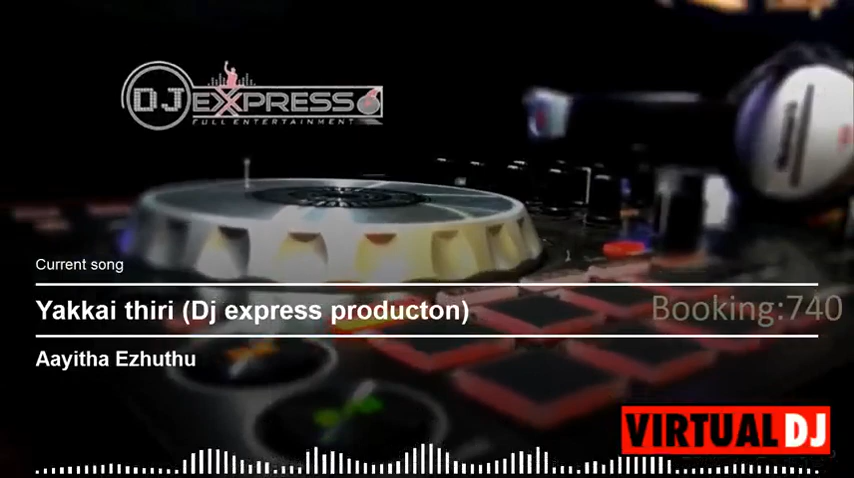 DJ EXPRESS
FULL ENTERTAINMENT
Current song
Yakkai thiri (Dj express producton)
Booking:740
Aayitha Ezhuthu
VIRTUAL DJ